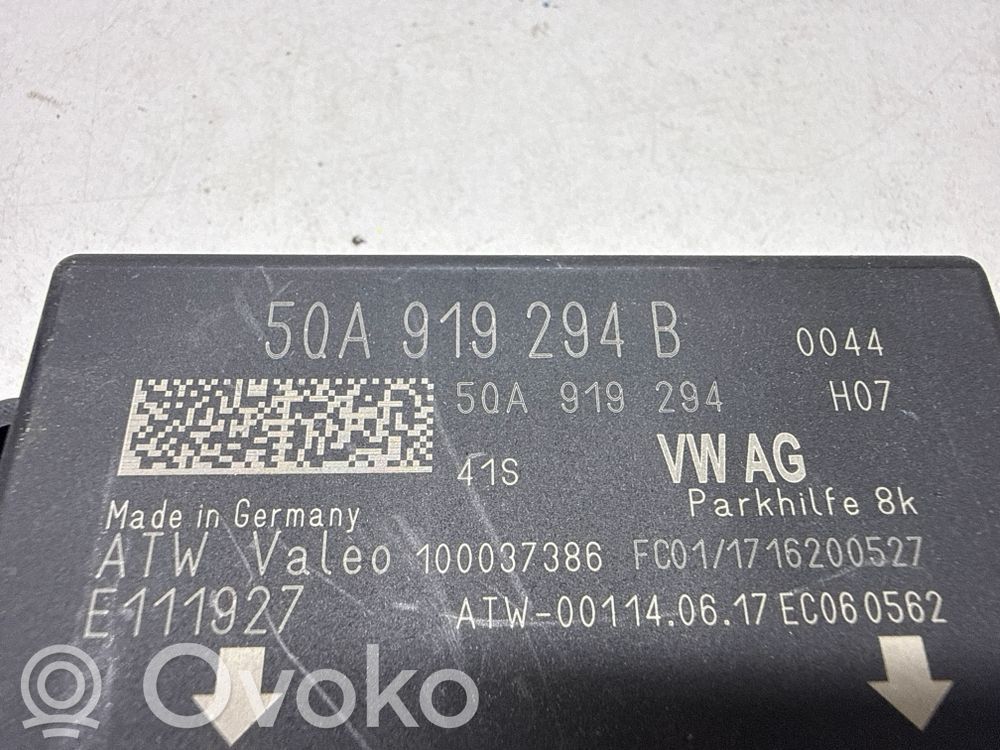 5QA 919 294 B 0044
5QA 919 294 H07
41S VW AG
Parkhilfe 8k
Made in Germany
ATW Valeo 100037386 FC01/1716200527
E111927 ATW-00114.06.17 EC060562
Ovoko